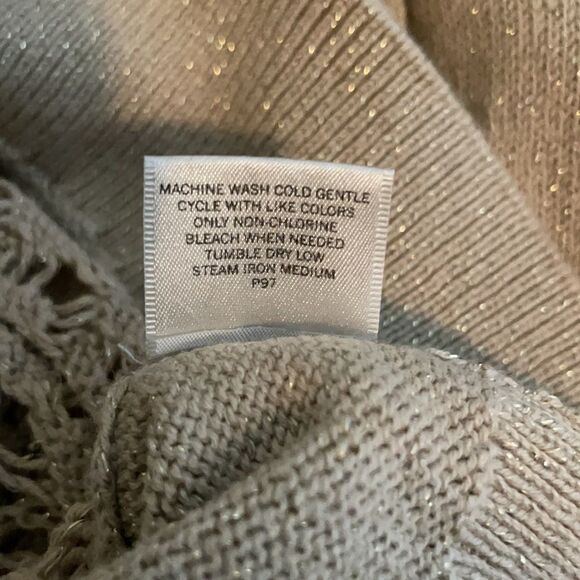 MACHINE WASH COLD GENTLE
CYCLE WITH LIKE COLORS
ONLY NON-CHLORINE
BLEACH WHEN NEEDED
TUMBLE DRY LOW
STEAM IRON MEDIUM
P97